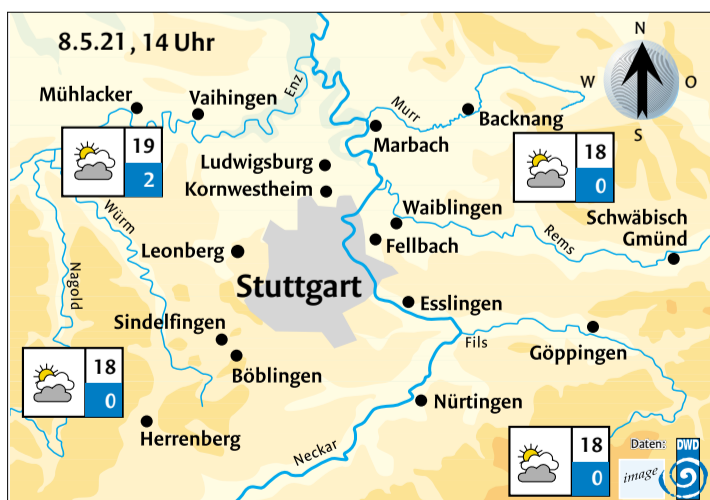 8.5.21, 14 Uhr
N
W
O
S
Mühlacker
Vaihingen
Enz
Murr
Backnang
Marbach
19
2
18
0
Ludwigsburg
Kornwestheim
Würm
Waiblingen
Schwäbisch
Gmünd
Rems
Leonberg
Fellbach
Nagold
Stuttgart
Esslingen
Sindelfingen
Fils
Göppingen
18
0
Böblingen
Nürtingen
Herrenberg
Neckar
18
0
Daten:
DWD
image